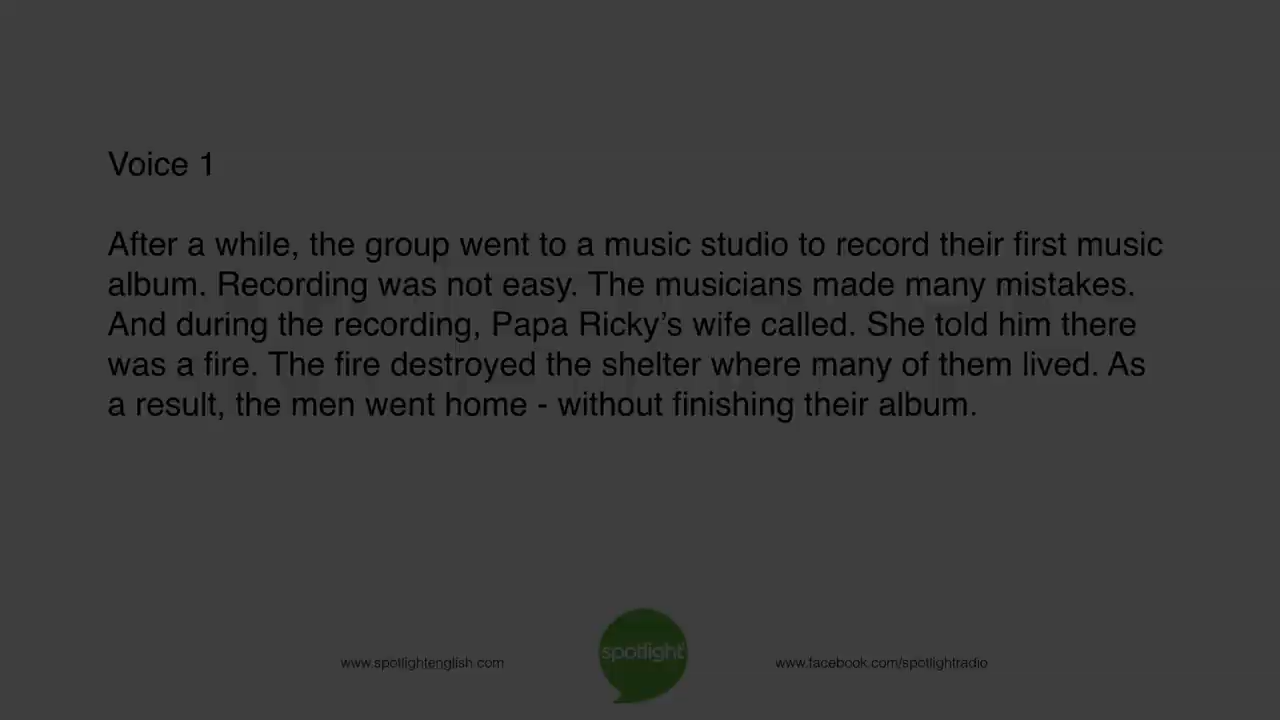 Voice 1
After a while, the group went to a music studio to record their first music
album. Recording was not easy. The musicians made many mistakes.
And during the recording, Papa Ricky’s wife called. She told him there
was a fire. The fire destroyed the shelter where many of them lived. As
a result, the men went home - without finishing their album.
spotlight
www.spotlightenglish.com
www.facebook.com/spotlightradio